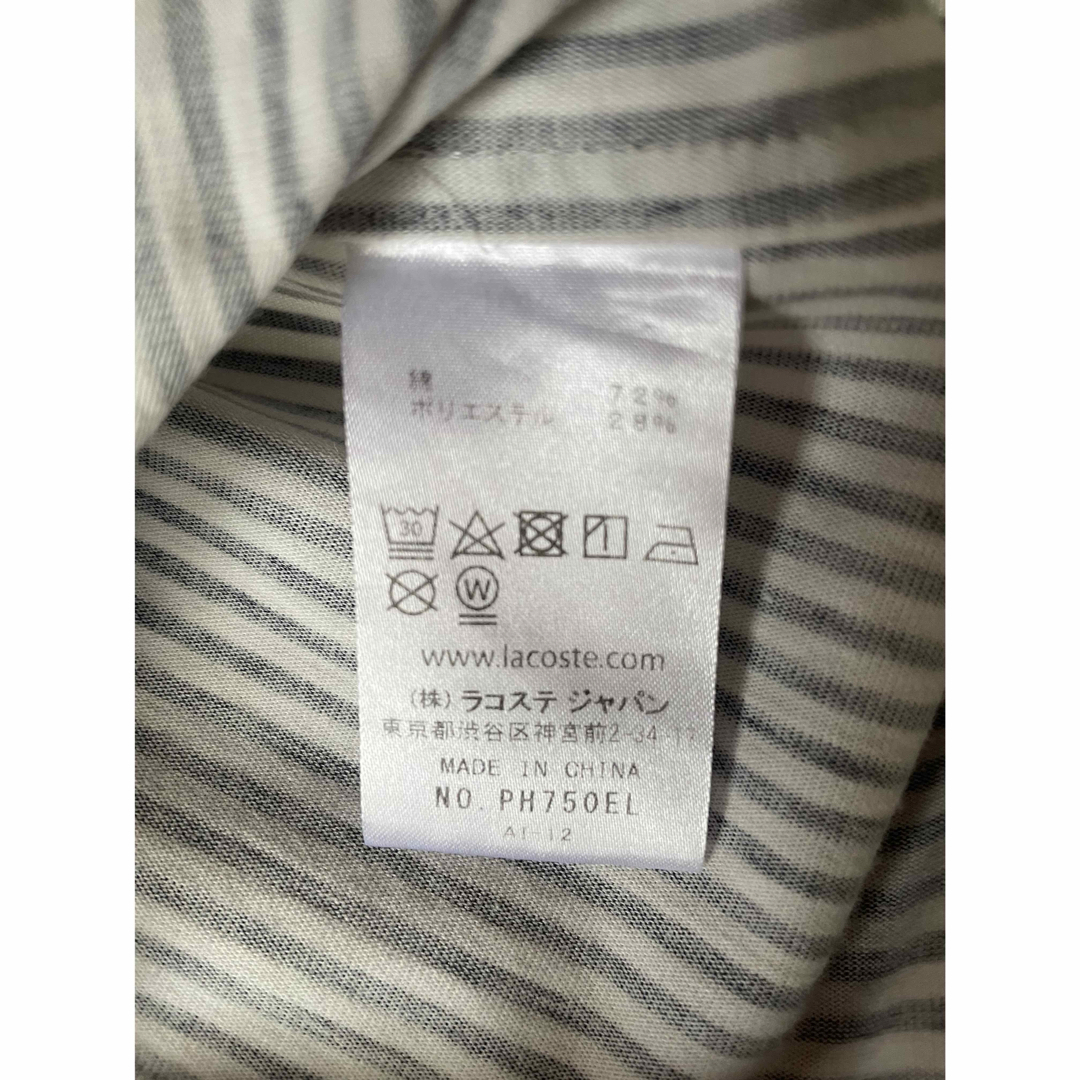 綿 72%
ポリエステル 28%
30
W
www.lacoste.com
(株) ラコステ ジャパン
東京都渋谷区神宮前2-34-17
MADE IN CHINA
NO. PH750EL
AI-12